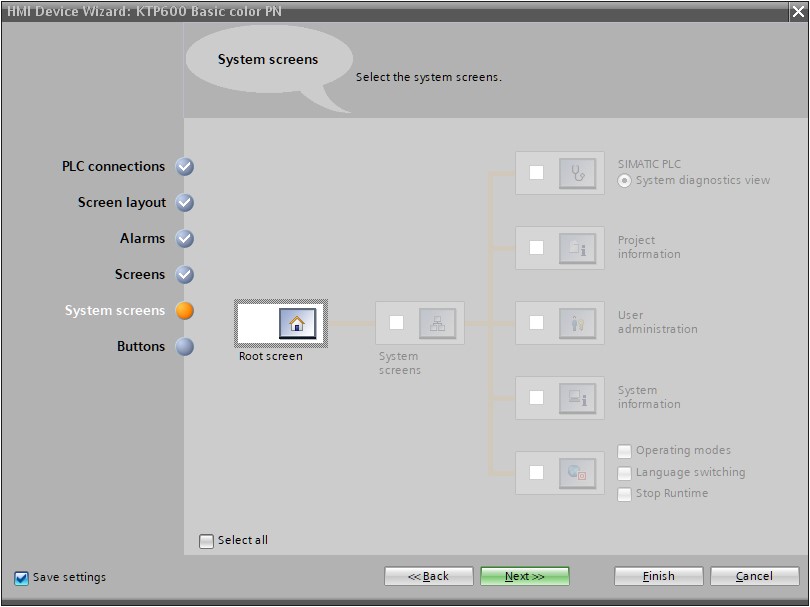 HMI Device Wizard: KTP600 Basic color PN
System screens
Select the system screens.
PLC connections
Screen layout
Alarms
Screens
System screens
Buttons
Root screen
System
screens
SIMATIC PLC
System diagnostics view
Project
information
User
administration
System
information
Operating modes
Language switching
Stop Runtime
Select all
Save settings
<< Back
Next >>
Finish
Cancel